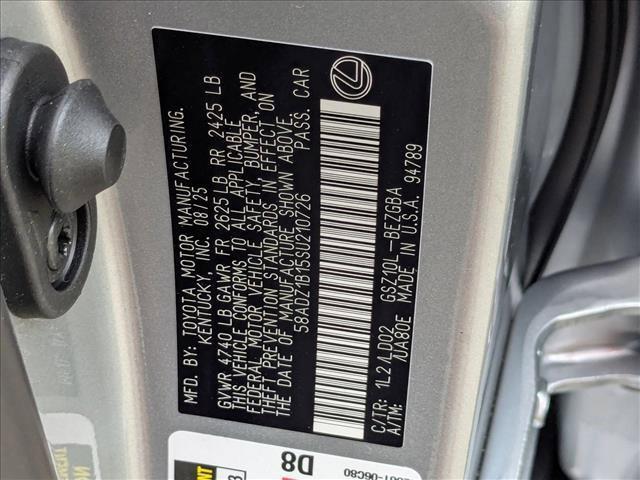 MFD. BY: TOYOTA MOTOR MANUFACTURING,
KENTUCKY, INC. 08/25
GVWR 4740 LB GAWR FR 2625 LB RR 2425 LB
THIS VEHICLE CONFORMS TO ALL APPLICABLE
FEDERAL MOTOR VEHICLE SAFETY, BUMPER, AND
THEFT PREVENTION STANDARDS IN EFFECT ON
THE DATE OF MANUFACTURE SHOWN ABOVE.
58ADZ1B15SU210726 PASS. CAR
C/TR: 1L2 LD02 GSZ10L-BEZGBA
A/TM: /UA80E MADE IN U.S.A. 94789
D8